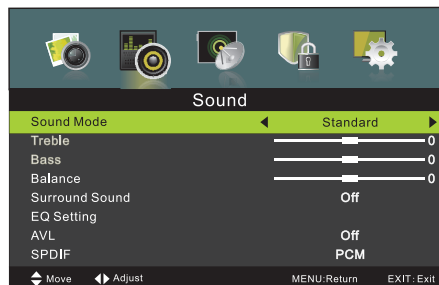 Sound
Sound Mode Standard
Treble 0
Bass 0
Balance 0
Surround Sound Off
EQ Setting
AVL Off
SPDIF PCM
Move Adjust MENU:Return EXIT:Exit